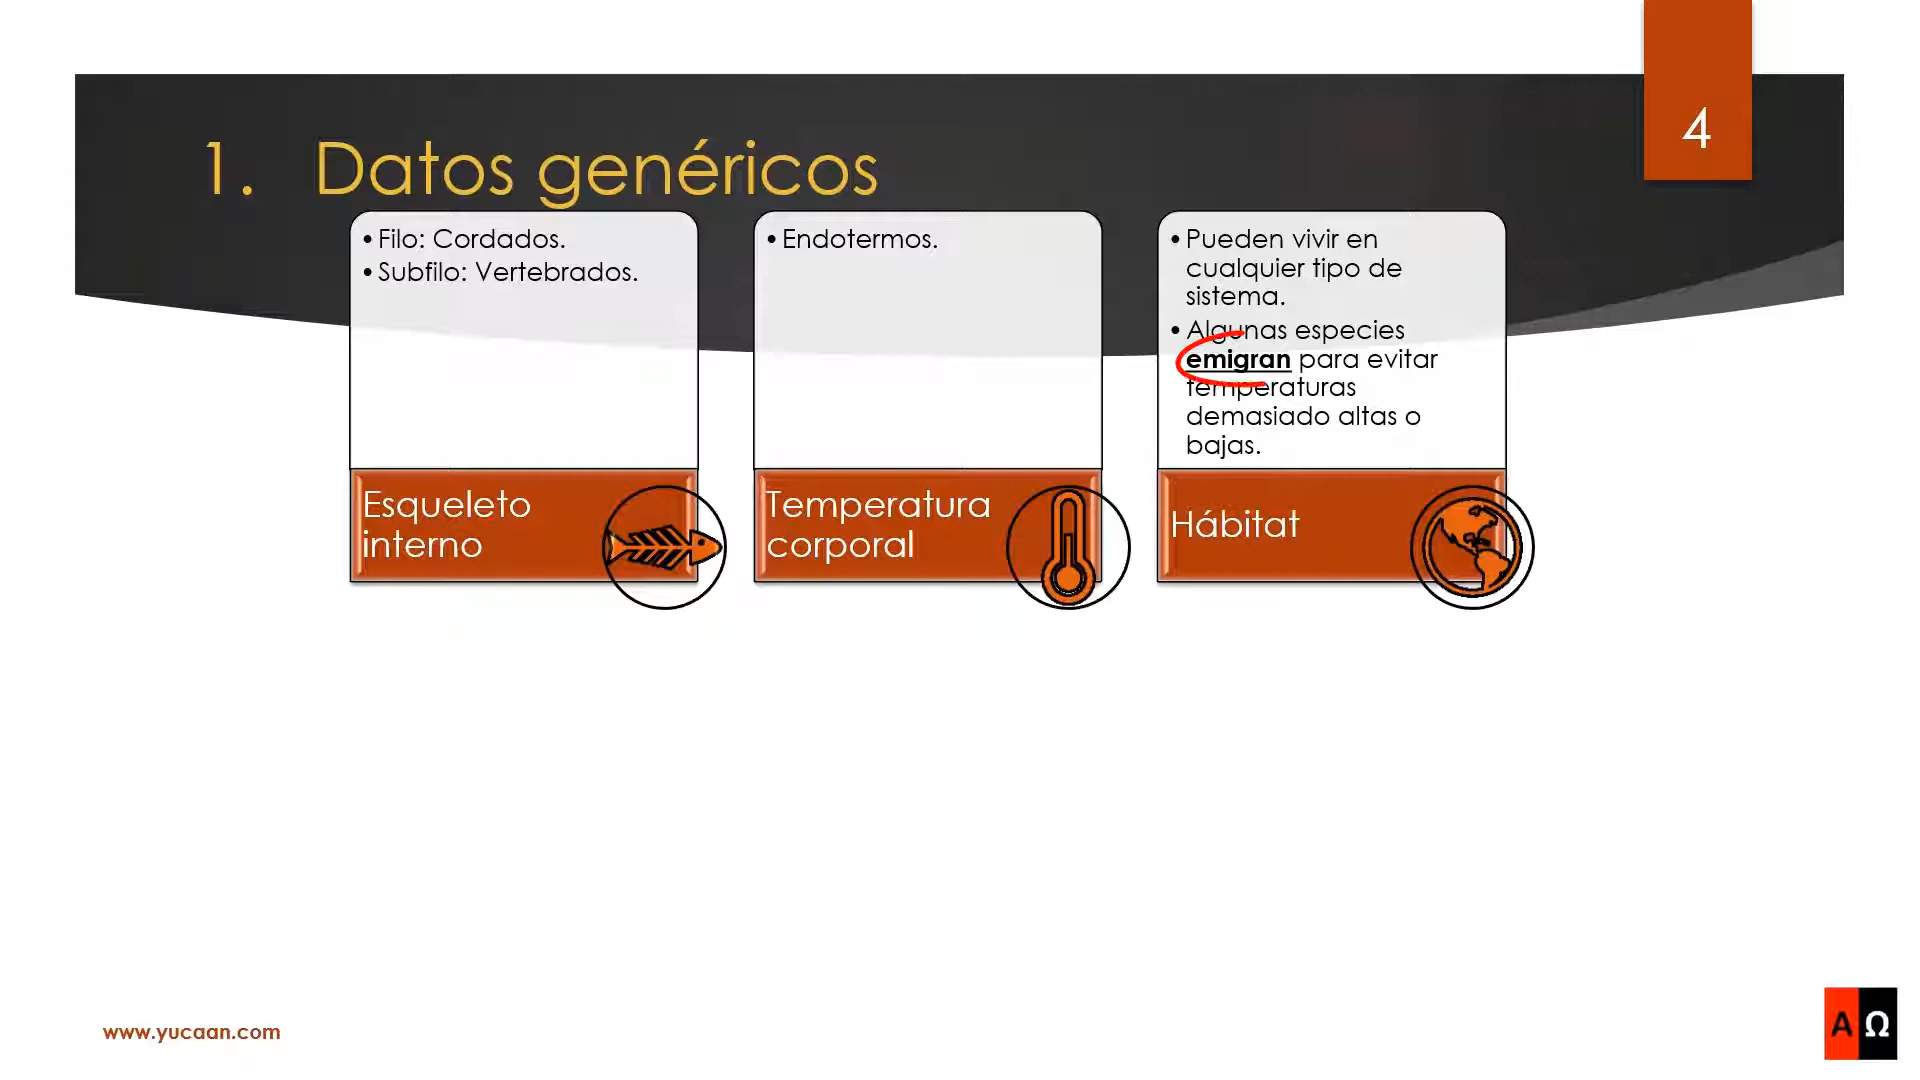 4
1. Datos genéricos
•Filo: Cordados.
•Subfilo: Vertebrados.
Esqueleto
interno
•Endotermos.
Temperatura
corporal
•Pueden vivir en
cualquier tipo de
sistema.
•Algunas especies
emigran para evitar
temperaturas
demasiado altas o
bajas.
Hábitat
www.yucaan.com
A Ω